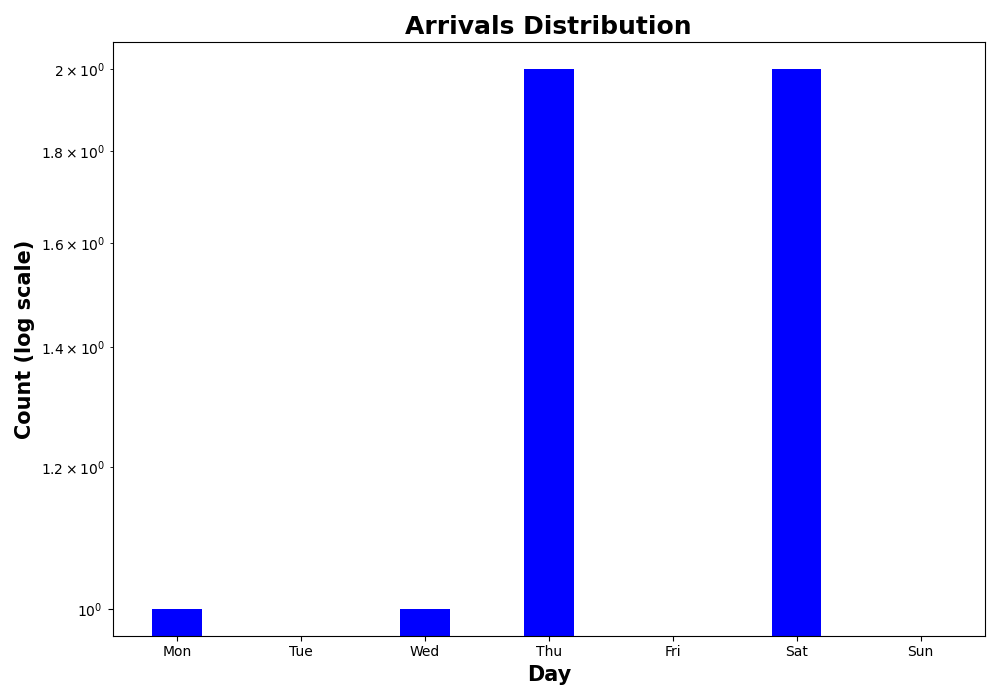 Arrivals Distribution
Count (log scale)
2 × 10⁰
1.8 × 10⁰
1.6 × 10⁰
1.4 × 10⁰
1.2 × 10⁰
10⁰
Mon Tue Wed Thu Fri Sat Sun
Day